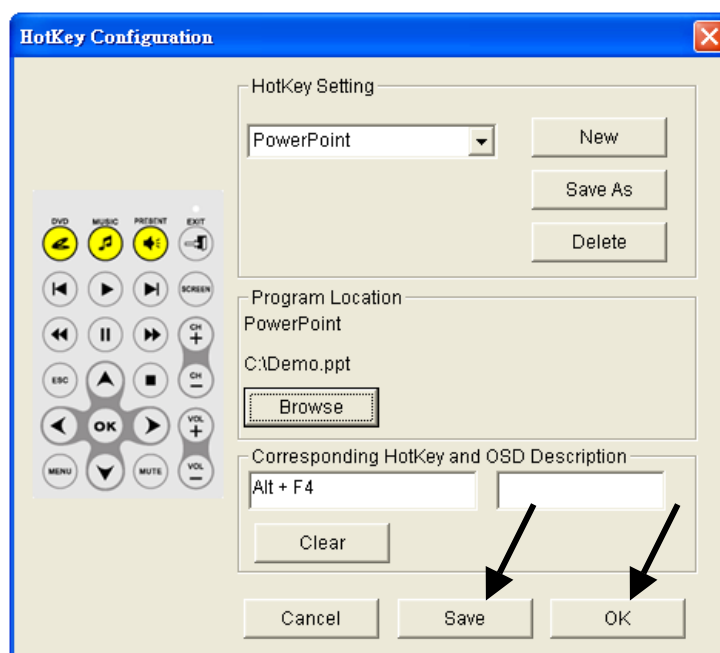 HotKey Configuration
HotKey Setting
PowerPoint
New
Save As
Delete
DVD MUSIC PRESENT EXIT
SCREEN
CH
+
ESC
CH
−
OK
VOL
+
MENU
MUTE
VOL
−
Program Location
PowerPoint
C:\Demo.ppt
Browse
Corresponding HotKey and OSD Description
Alt + F4
Clear
Cancel
Save
OK